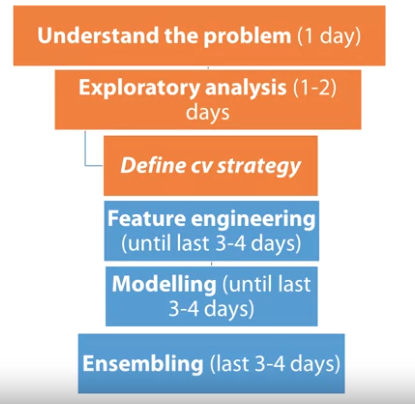 Understand the problem (1 day)
Exploratory analysis (1-2)
days
Define cv strategy
Feature engineering
(until last 3-4 days)
Modelling (until last
3-4 days)
Ensembling (last 3-4 days)